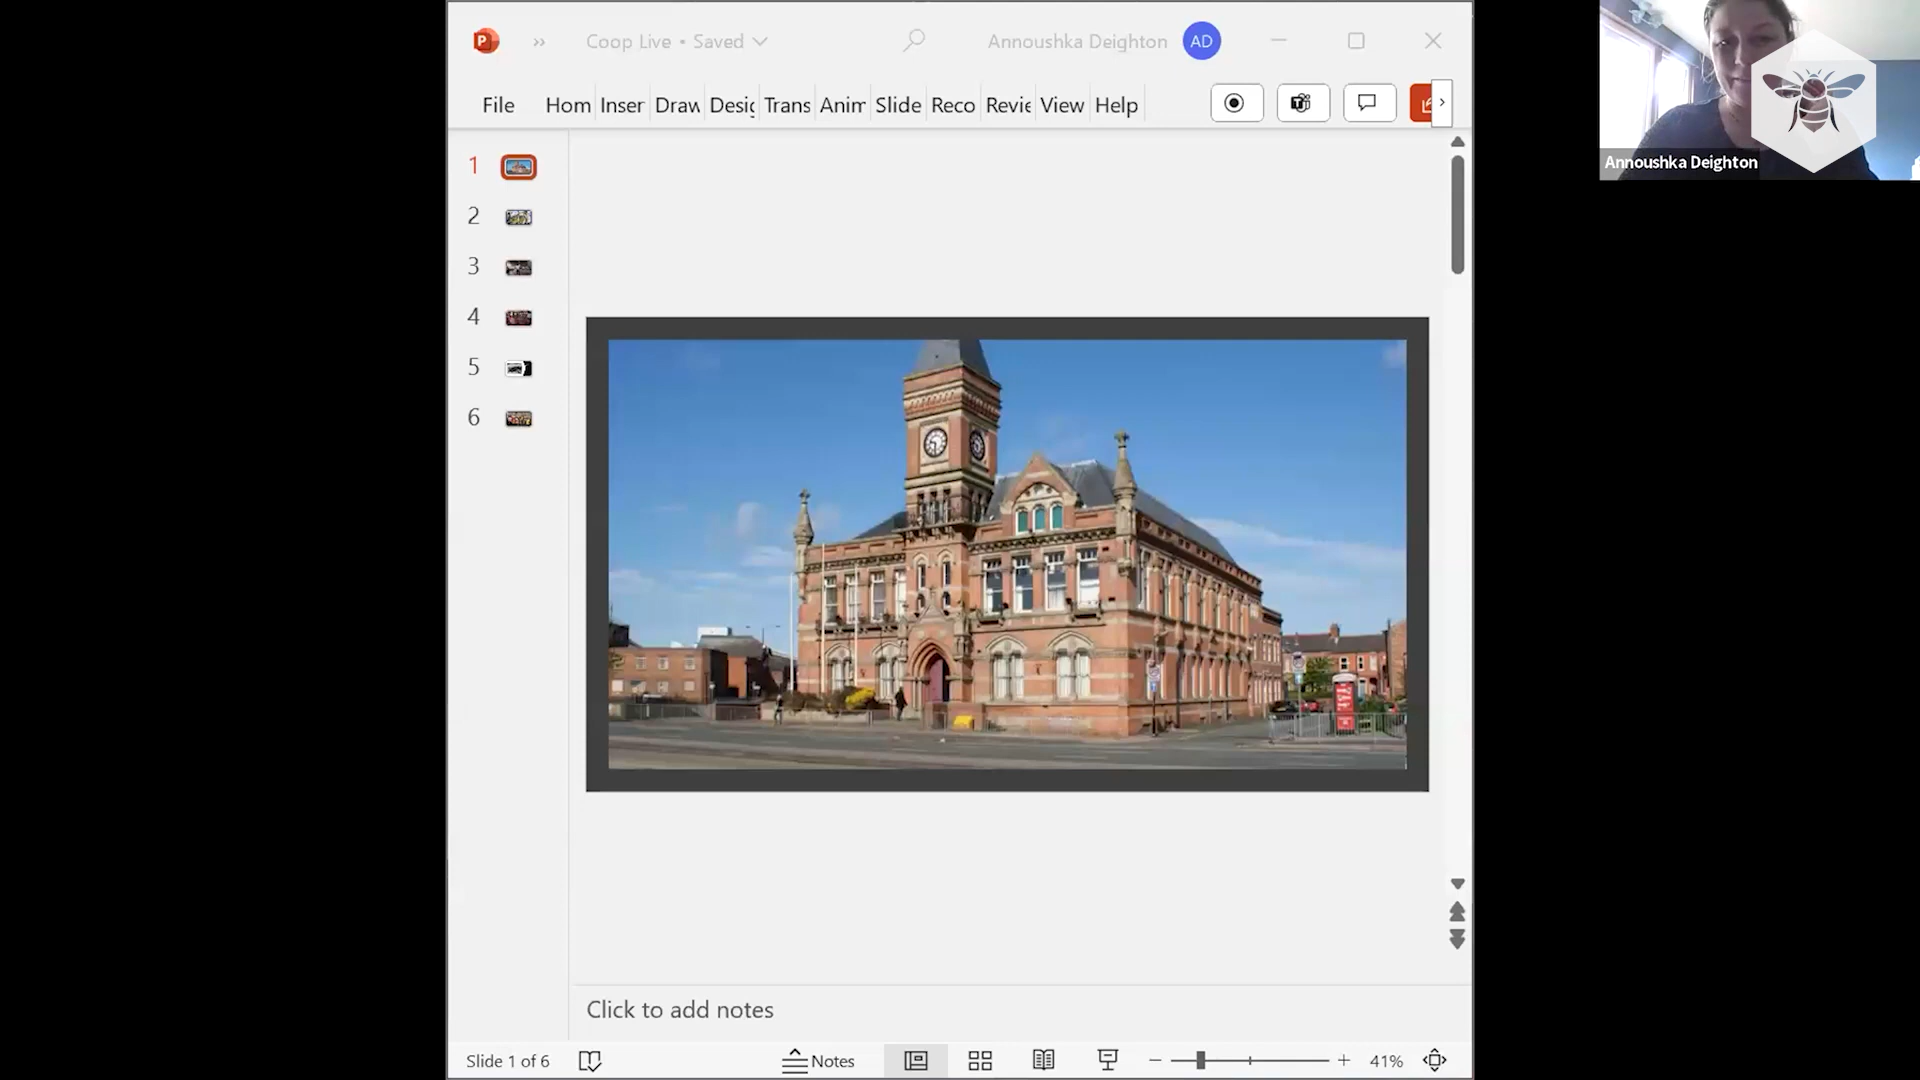 Coop Live • Saved
Annoushka Deighton
AD
File
Hom
Inser
Draw
Desig
Trans
Anim
Slide
Reco
Revie
View
Help
1
2
3
4
5
6
Click to add notes
Slide 1 of 6
Notes
41%
Annoushka Deighton